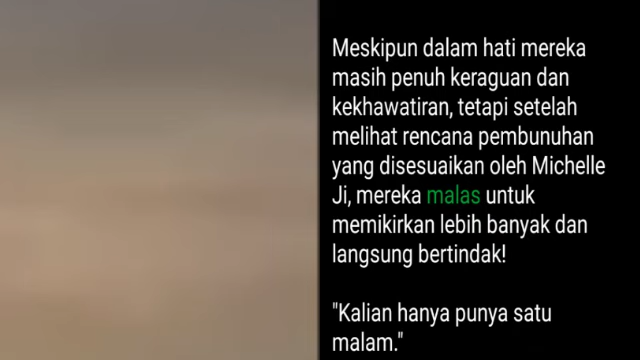 Meskipun dalam hati mereka
masih penuh keraguan dan
kekhawatiran, tetapi setelah
melihat rencana pembunuhan
yang disesuaikan oleh Michelle
Ji, mereka malas untuk
memikirkan lebih banyak dan
langsung bertindak!
"Kalian hanya punya satu
malam."